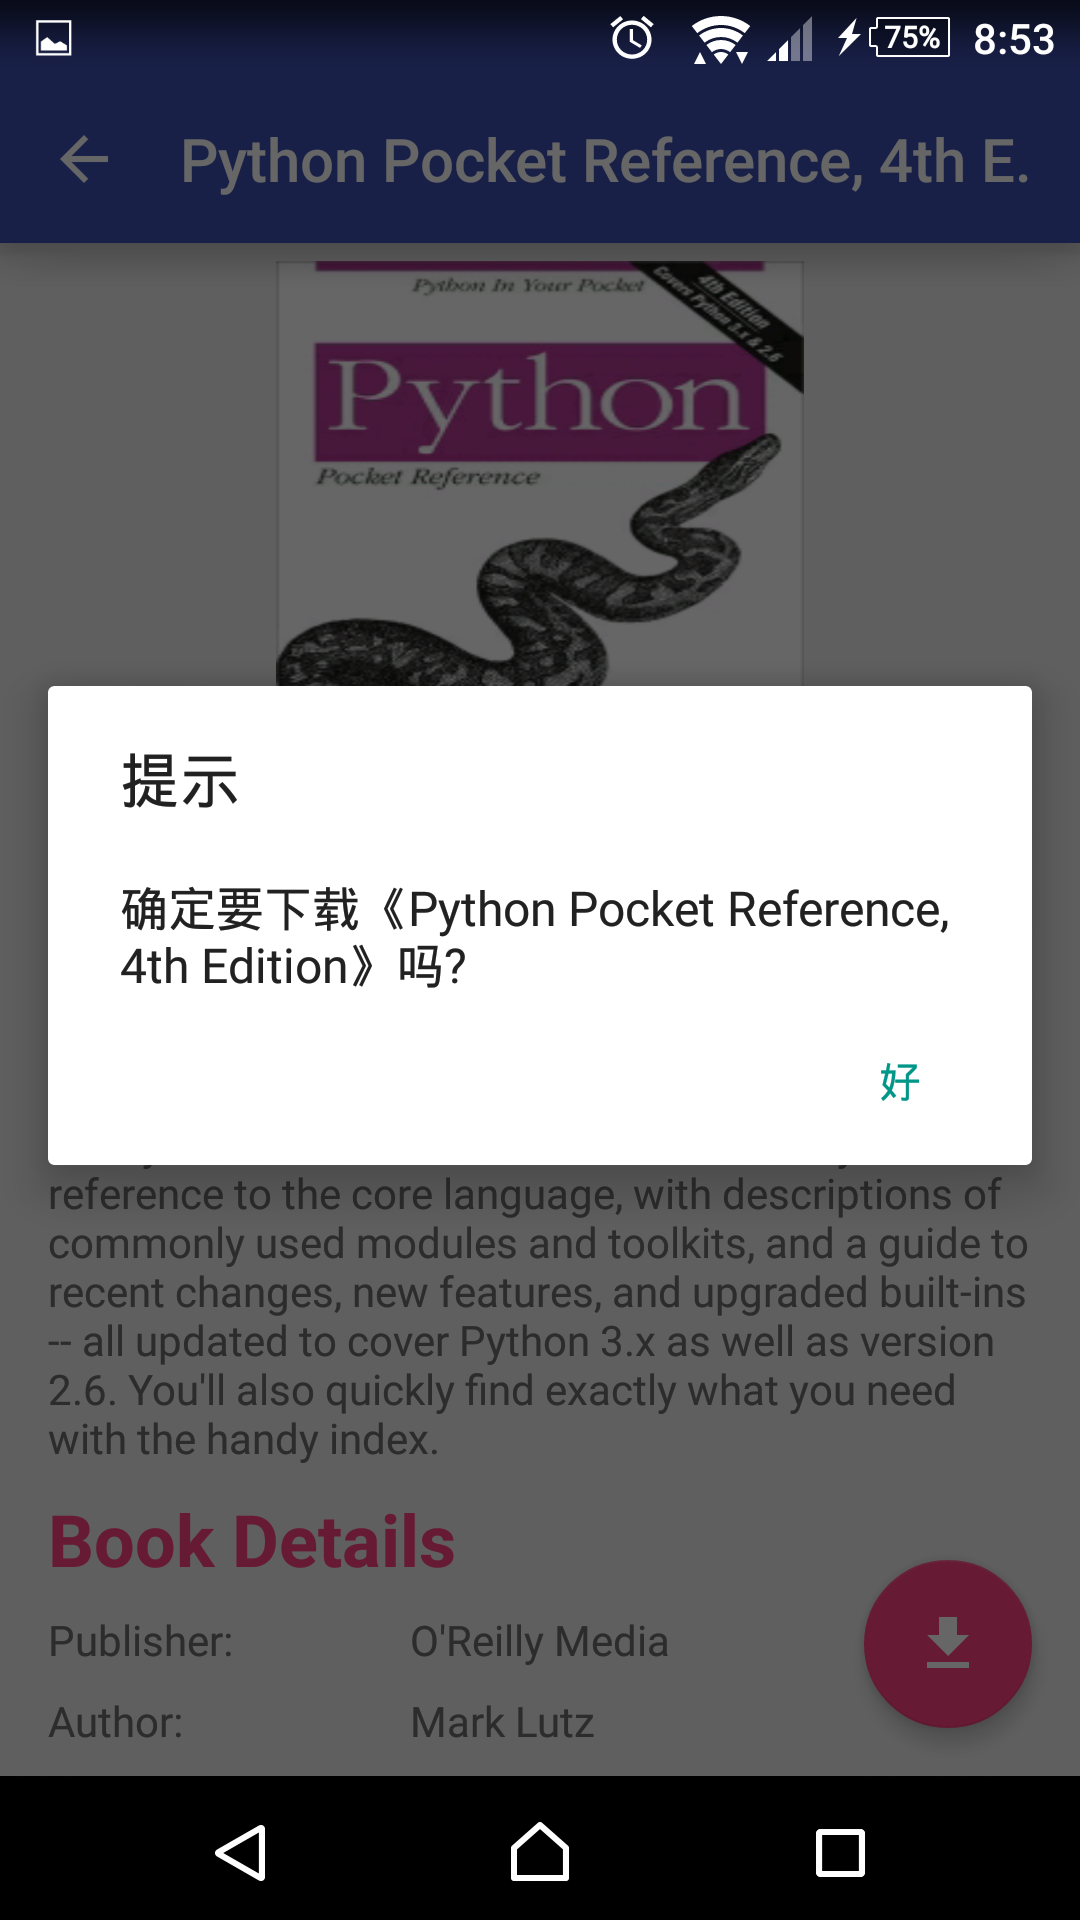 75%
8:53
Python Pocket Reference, 4th E.
Python In Your Pocket
4th Edition
Covers Python 3.x & 2.6
Python
Pocket Reference
提示
确定要下载《Python Pocket Reference,
4th Edition》吗?
好
reference to the core language, with descriptions of
commonly used modules and toolkits, and a guide to
recent changes, new features, and upgraded built-ins
-- all updated to cover Python 3.x as well as version
2.6. You'll also quickly find exactly what you need
with the handy index.
Book Details
Publisher: O'Reilly Media
Author: Mark Lutz